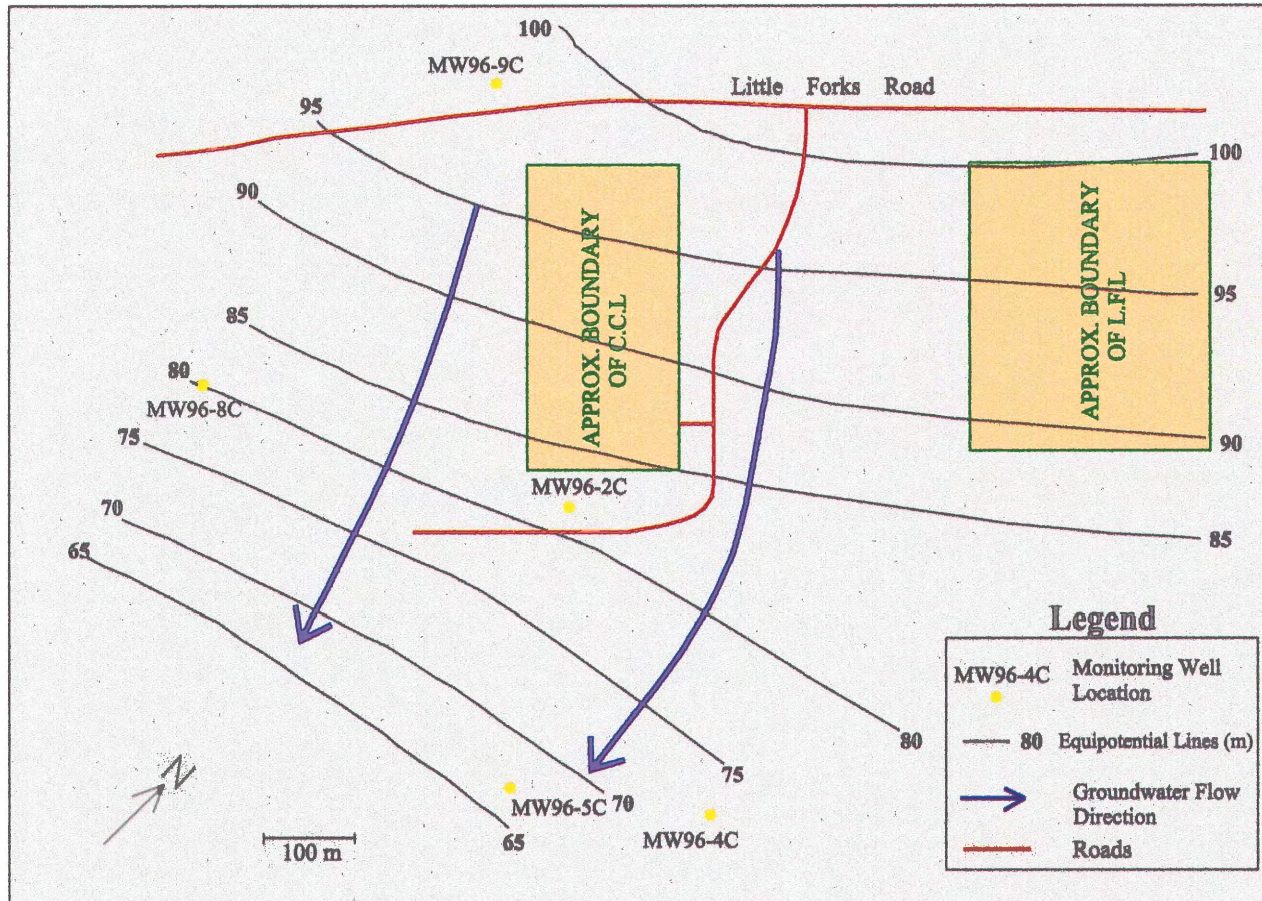 100
MW96-9C
Little Forks Road
95
100
90
APPROX. BOUNDARY
OF C.C.L
APPROX. BOUNDARY
OF L.F.L
95
85
80
MW96-8C
75
90
MW96-2C
70
85
65
Legend
MW96-4C
Monitoring Well
Location
80
80
Equipotential Lines (m)
75
N
MW96-5C
70
Groundwater Flow
Direction
65
MW96-4C
100 m
Roads